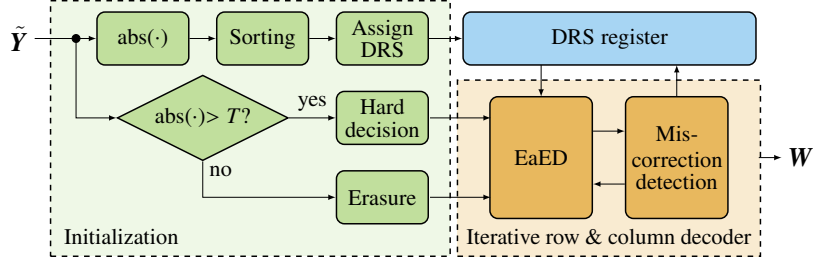 Ỹ
abs(·)
Sorting
Assign
DRS
DRS register
abs(·)> T?
yes
no
Hard
decision
Erasure
Initialization
EaED
Mis-
correction
detection
Iterative row & column decoder
W